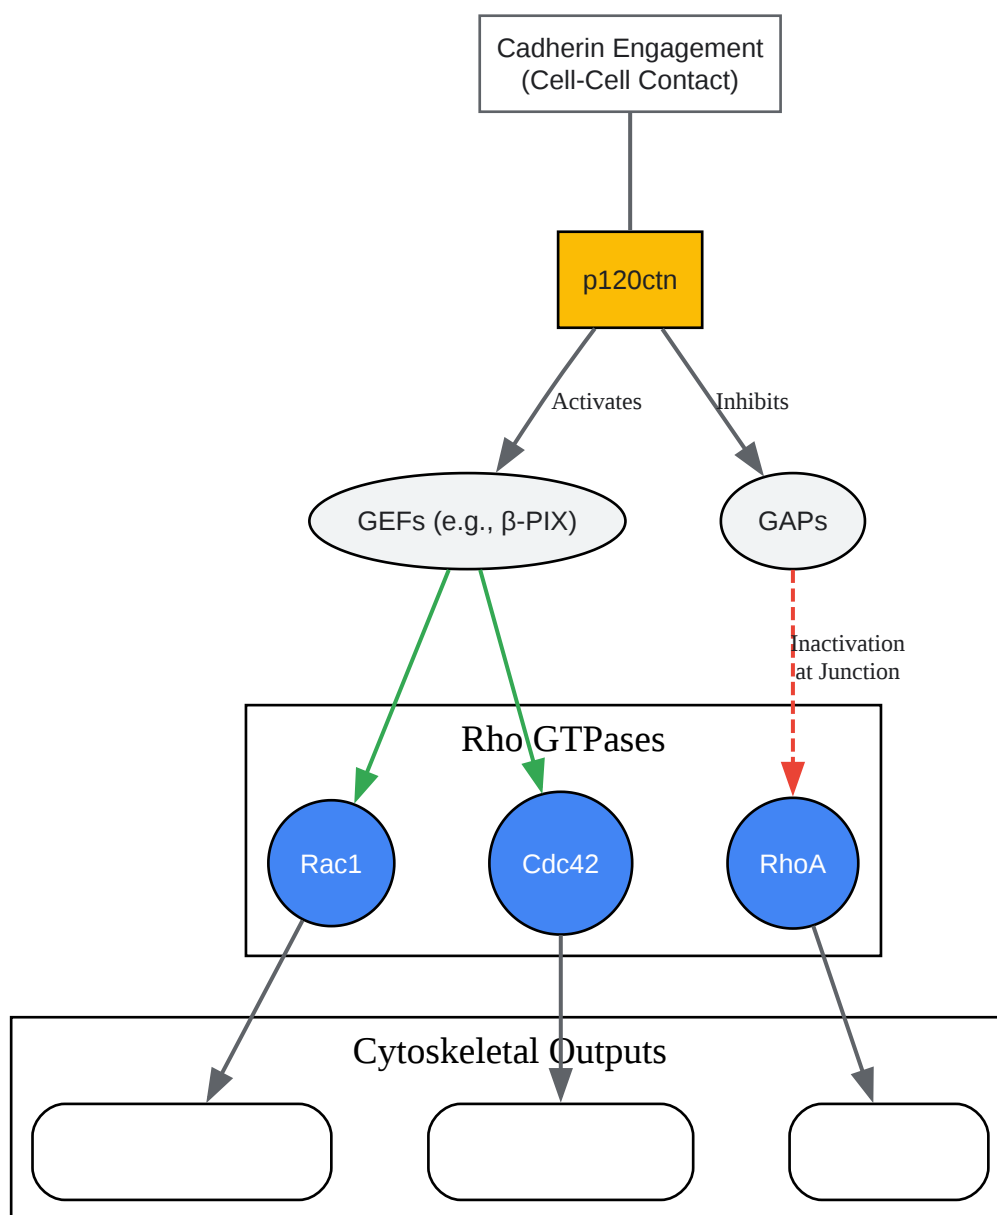 Cadherin Engagement
(Cell-Cell Contact)
p120ctn
Activates
Inhibits
GEFs (e.g., β-PIX)
GAPs
Inactivation
at Junction
Rho GTPases
Rac1
Cdc42
RhoA
Cytoskeletal Outputs